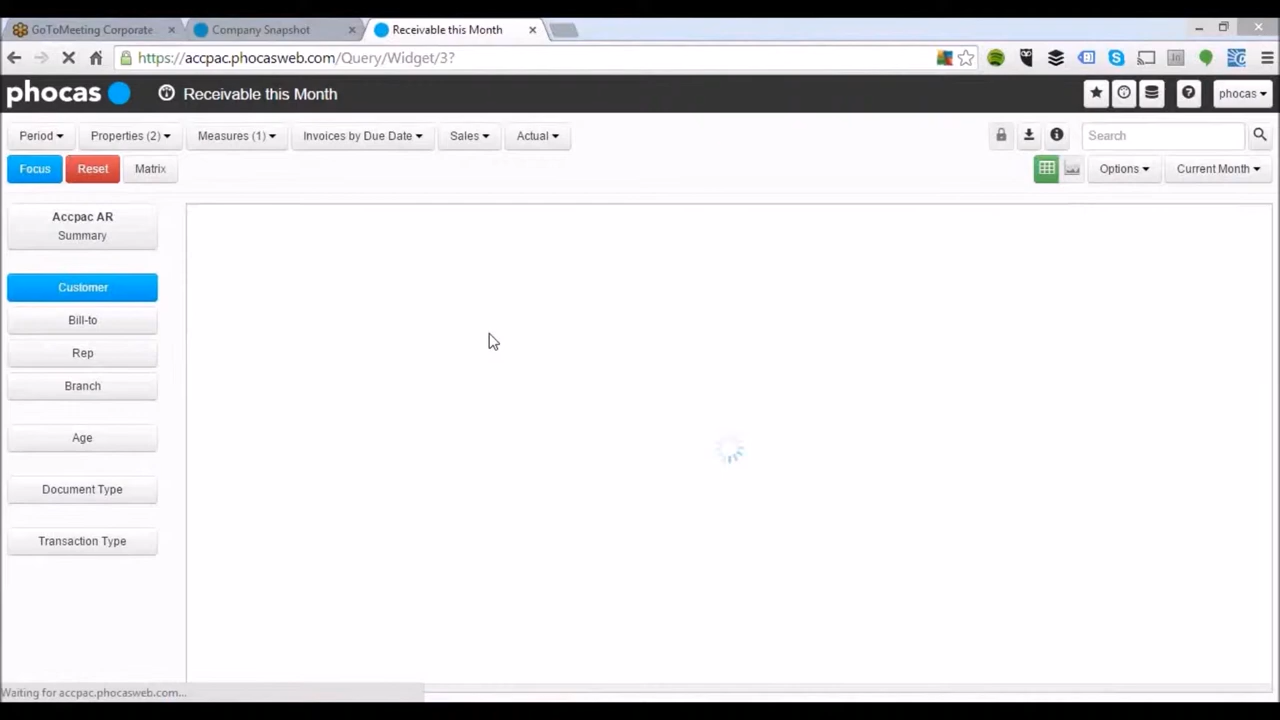 GoToMeeting Corporate
Company Snapshot
Receivable this Month
https://accpac.phocasweb.com/Query/Widget/3?
phocas Receivable this Month phocas
Period Properties (2) Measures (1) Invoices by Due Date Sales Actual Search
Focus Reset Matrix Options Current Month
Accpac AR
Summary
Customer
Bill-to
Rep
Branch
Age
Document Type
Transaction Type
Waiting for accpac.phocasweb.com...